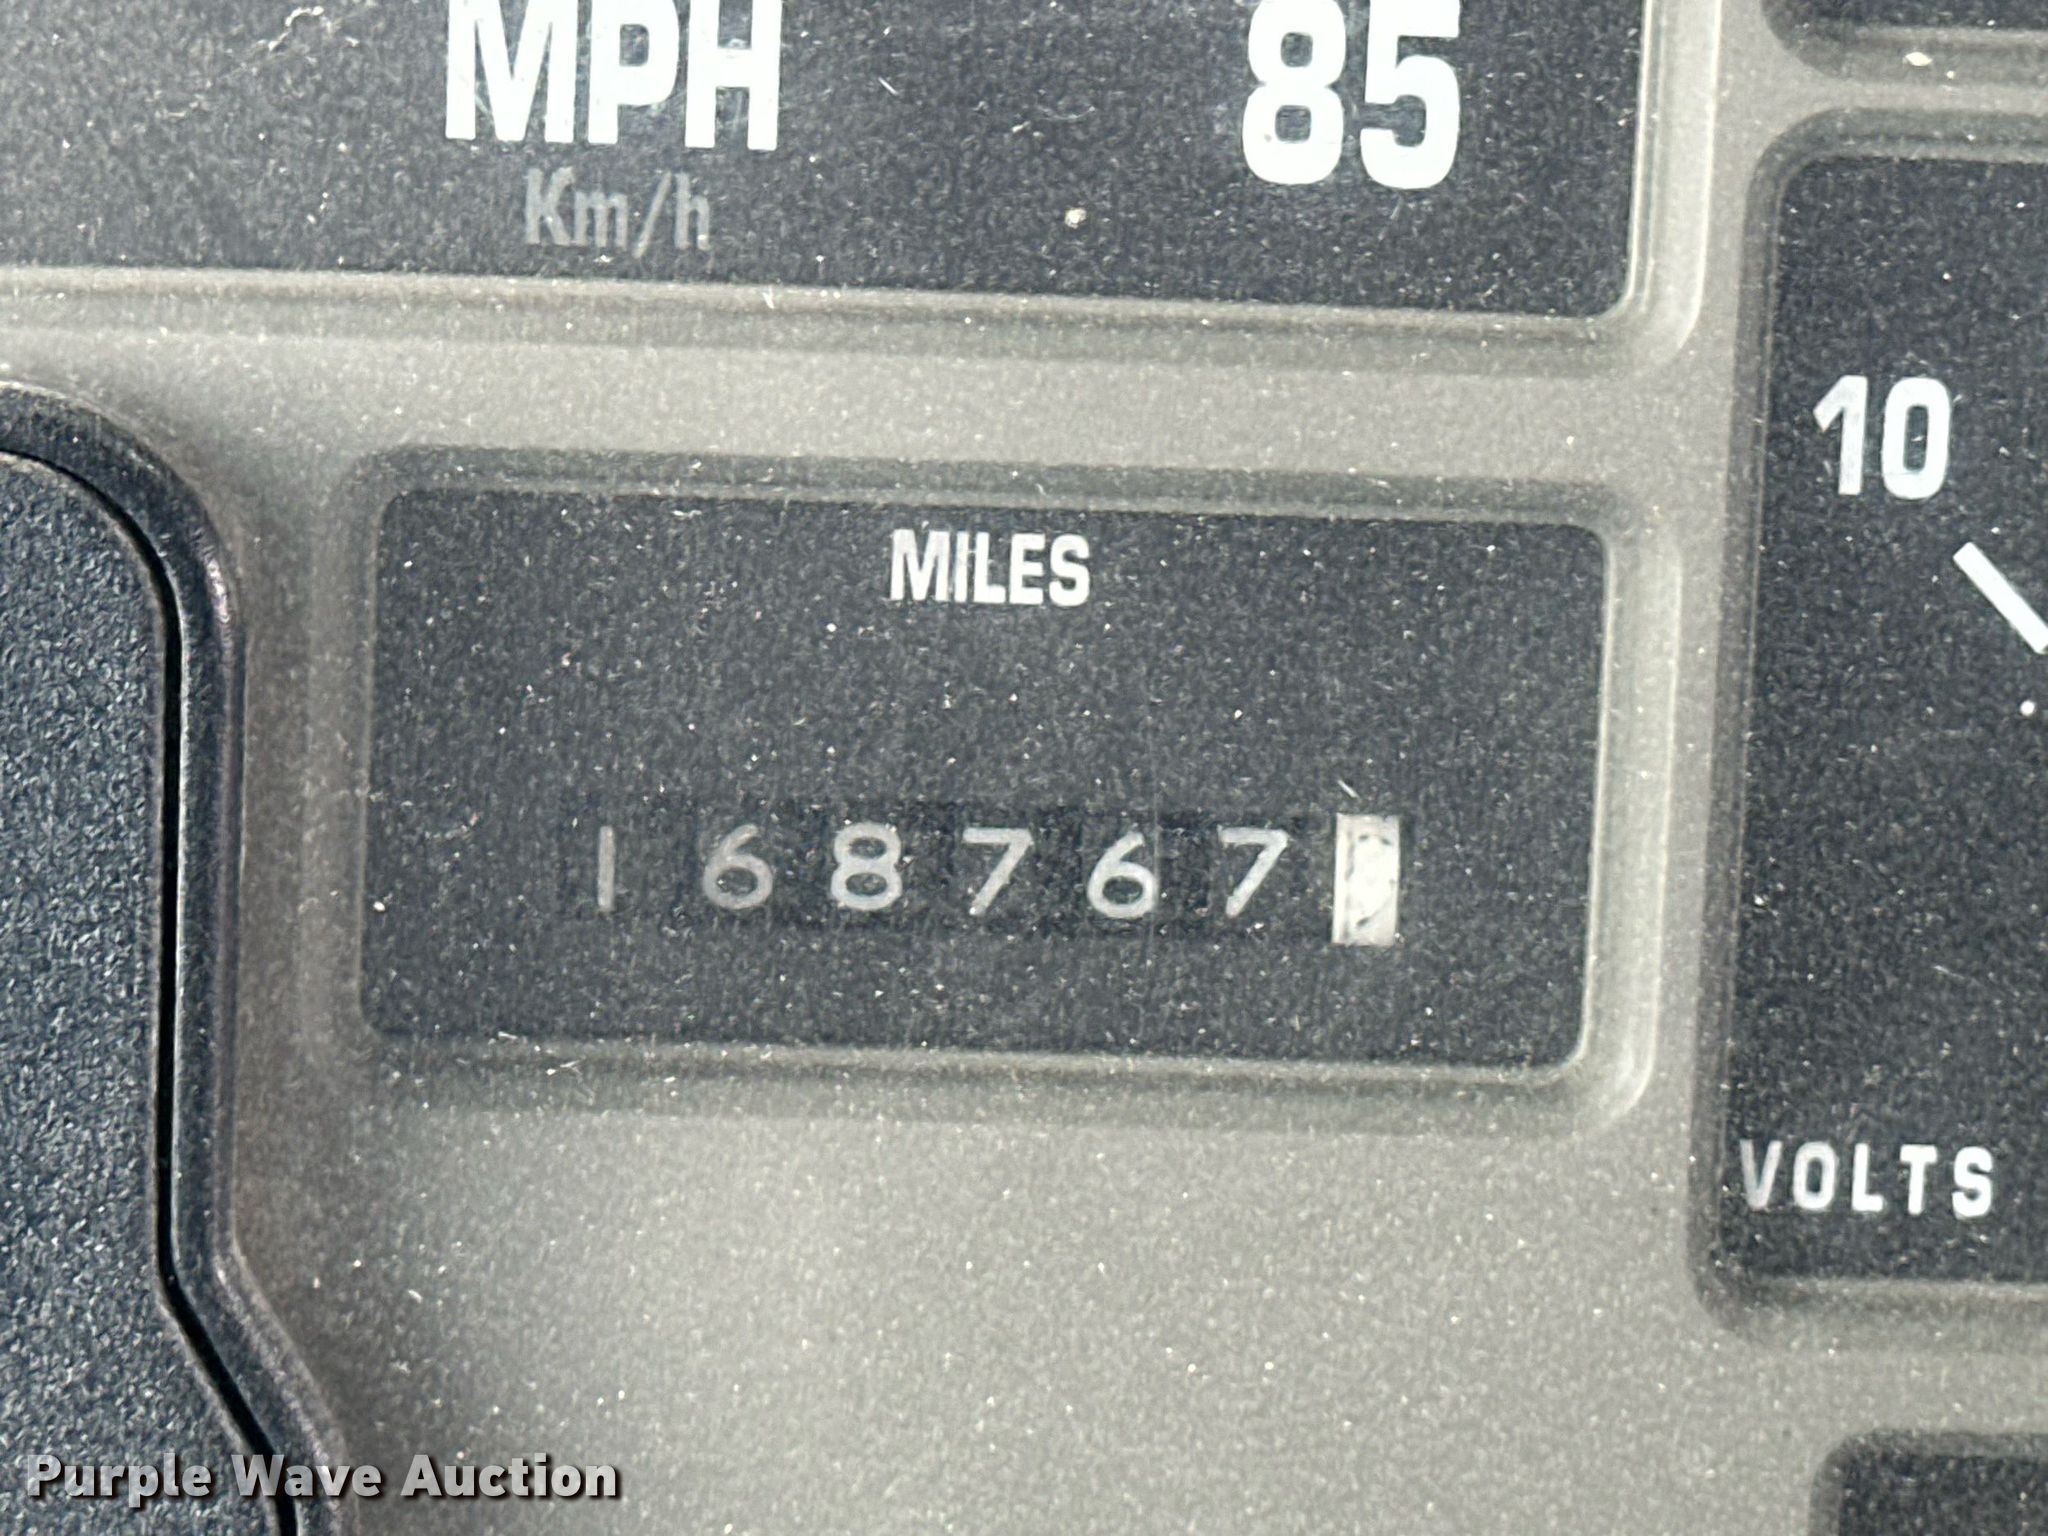 MPH 85
Km/h
10
MILES
168767
VOLTS
Purple Wave Auction